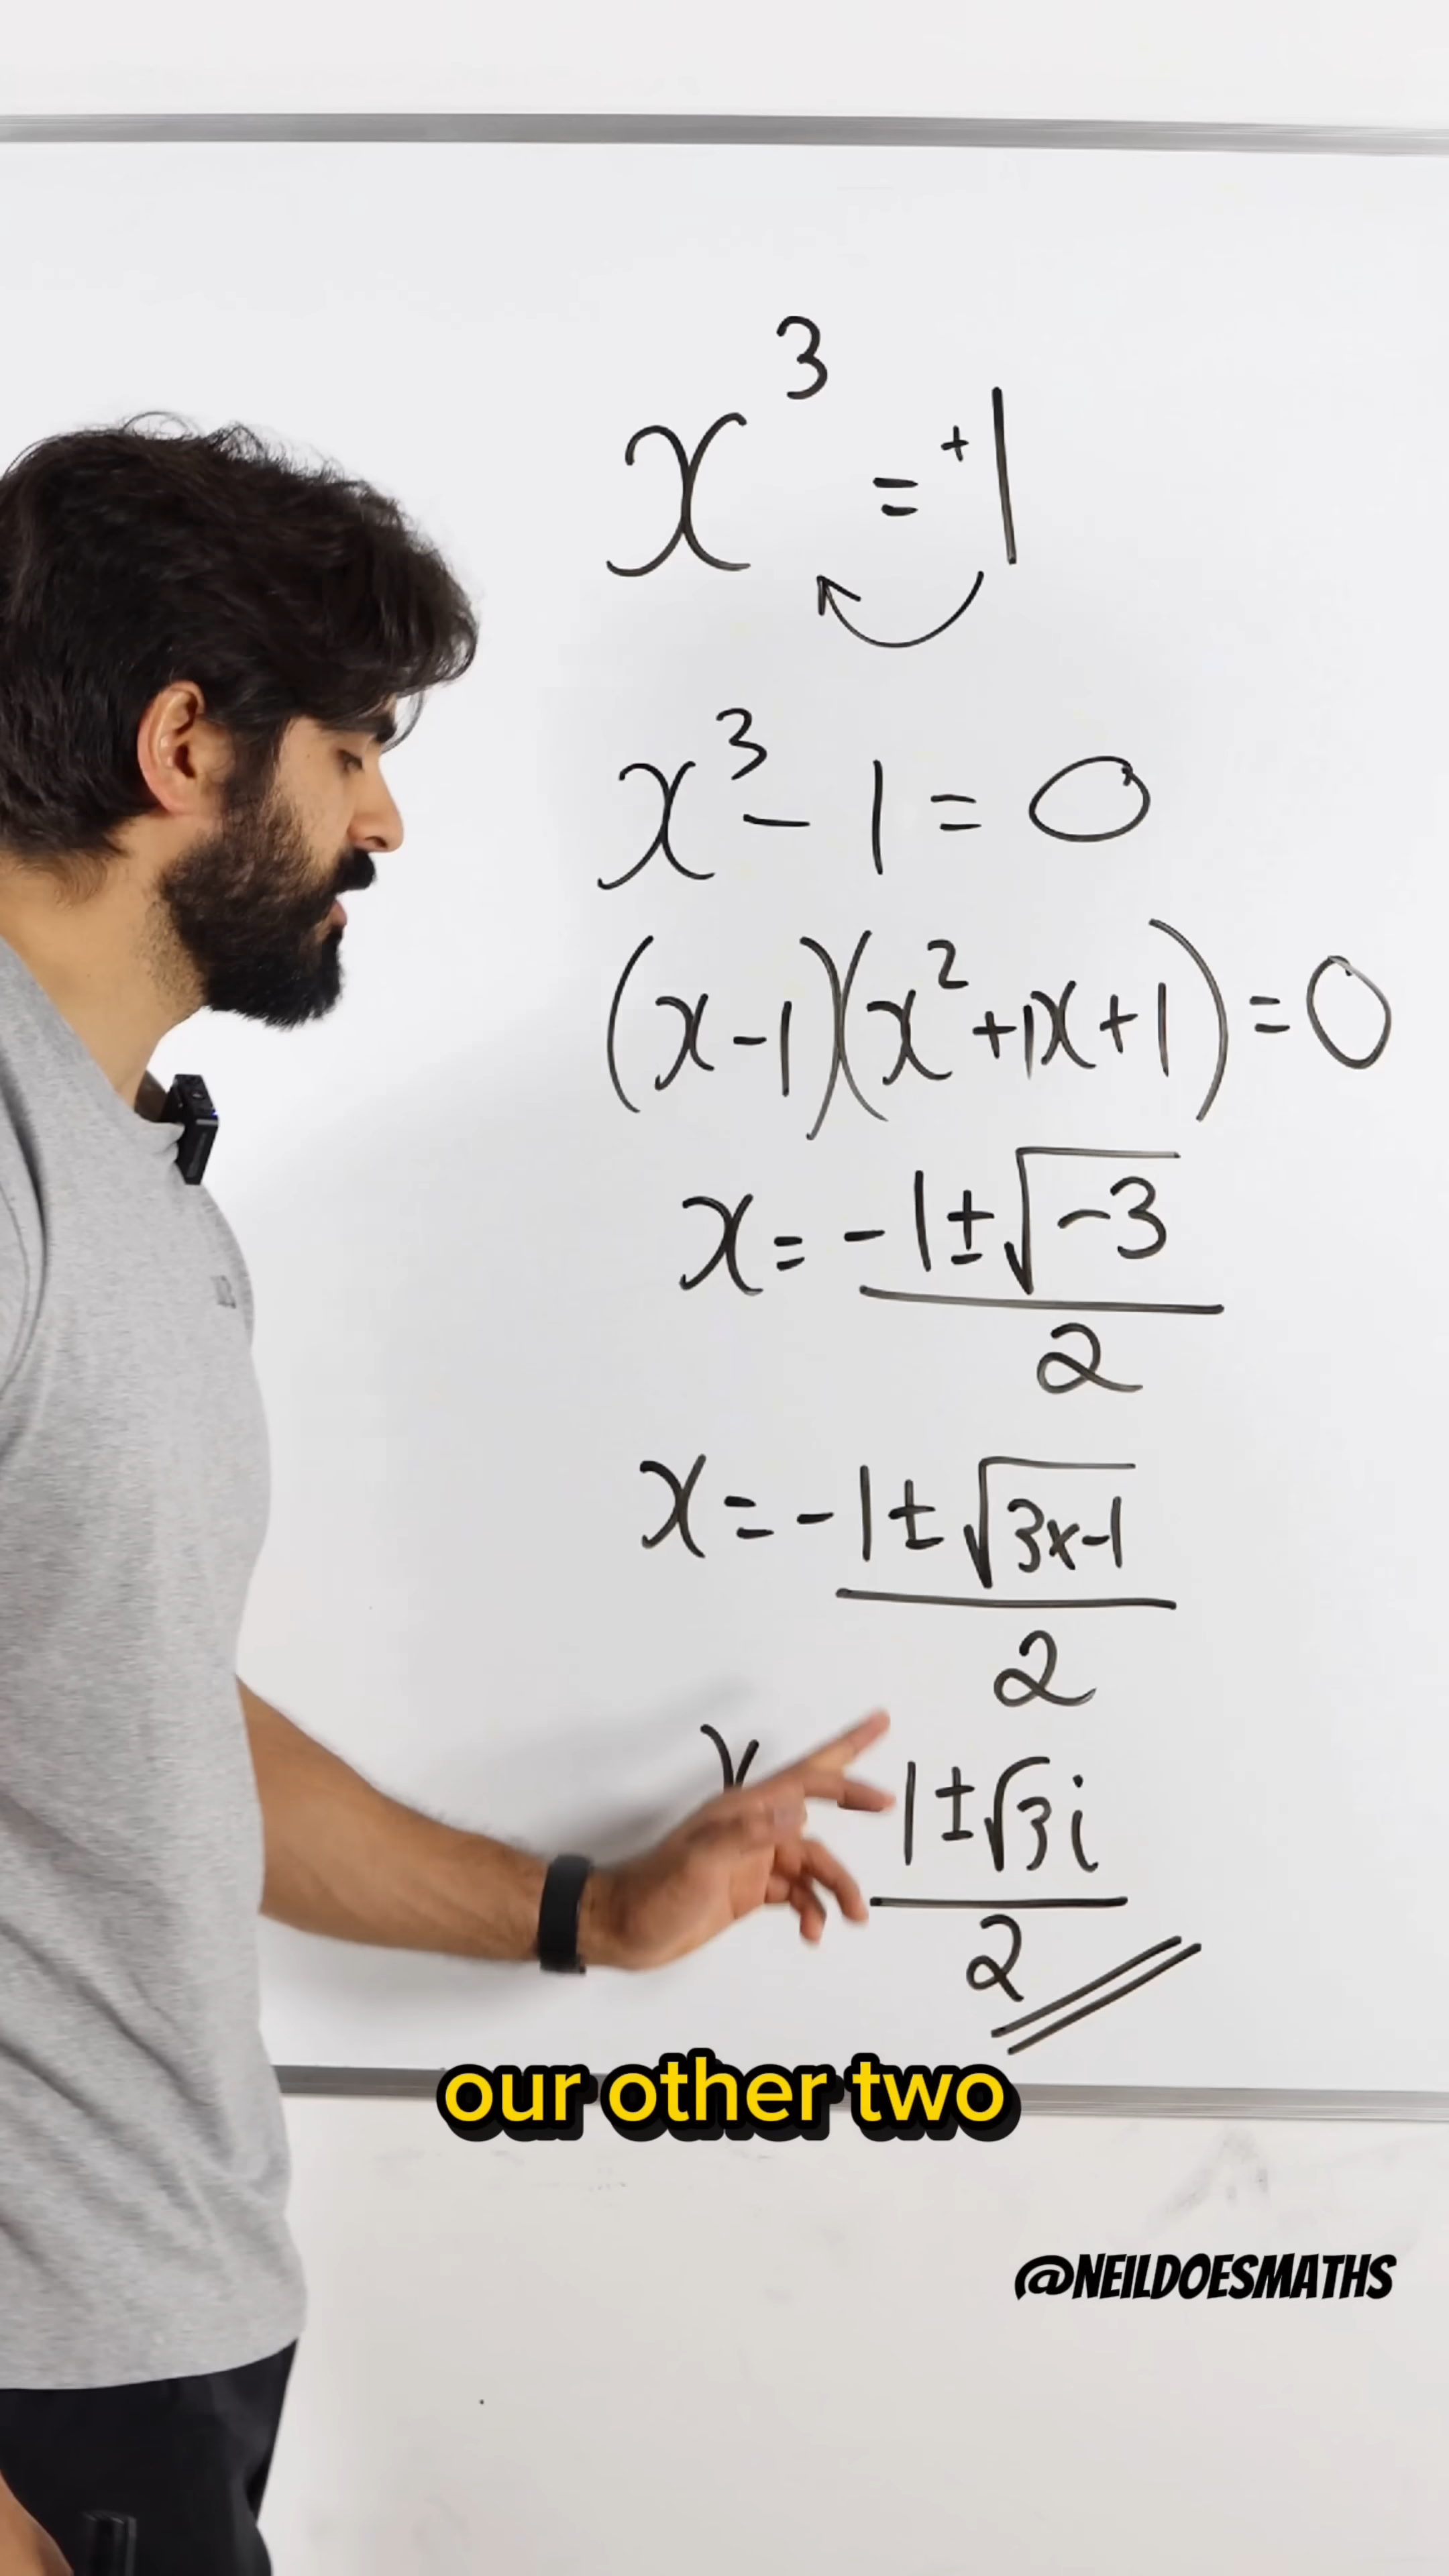 x³ = +1
x³ - 1 = 0
(x-1)(x²+1x+1) = 0
x = -1±√-3
2
x = -1±√3x-1
2
x 1±√3i
2
our other two
@NEILDOESMATHS